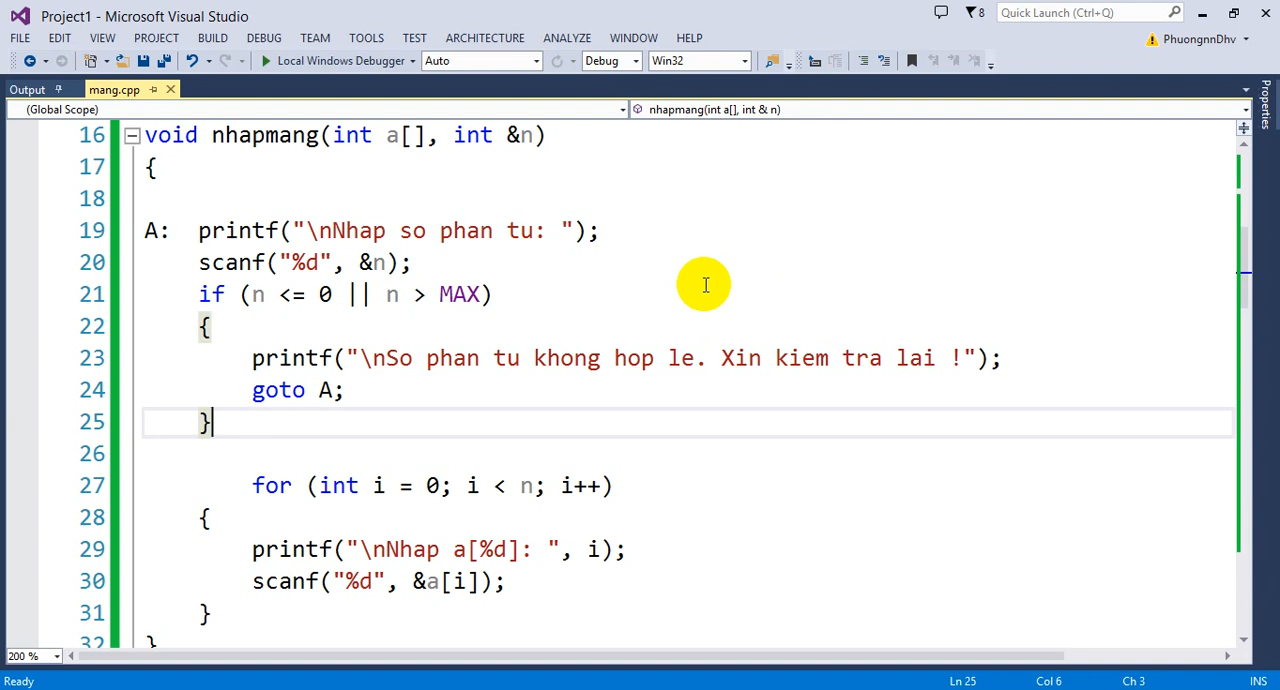 Project1 - Microsoft Visual Studio
8
Quick Launch (Ctrl+Q)
FILE EDIT VIEW PROJECT BUILD DEBUG TEAM TOOLS TEST ARCHITECTURE ANALYZE WINDOW HELP
PhuongnnDhv
Local Windows Debugger Auto Debug Win32
Output mang.cpp
(Global Scope) nhapmang(int a[], int & n)
Properties
16 void nhapmang(int a[], int &n)
17 {
18
19 A: printf("\nNhap so phan tu: ");
20 scanf("%d", &n);
21 if (n <= 0 || n > MAX)
22 {
23 printf("\nSo phan tu khong hop le. Xin kiem tra lai !");
24 goto A;
25 }
26
27 for (int i = 0; i < n; i++)
28 {
29 printf("\nNhap a[%d]: ", i);
30 scanf("%d", &a[i]);
31 }
32 }
200 %
Ready Ln 25 Col 6 Ch 3 INS